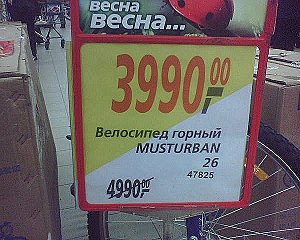 весна
весна...
3990 00 Г
Велосипед горный
MUSTURBAN
26
47825
4990 00 Г